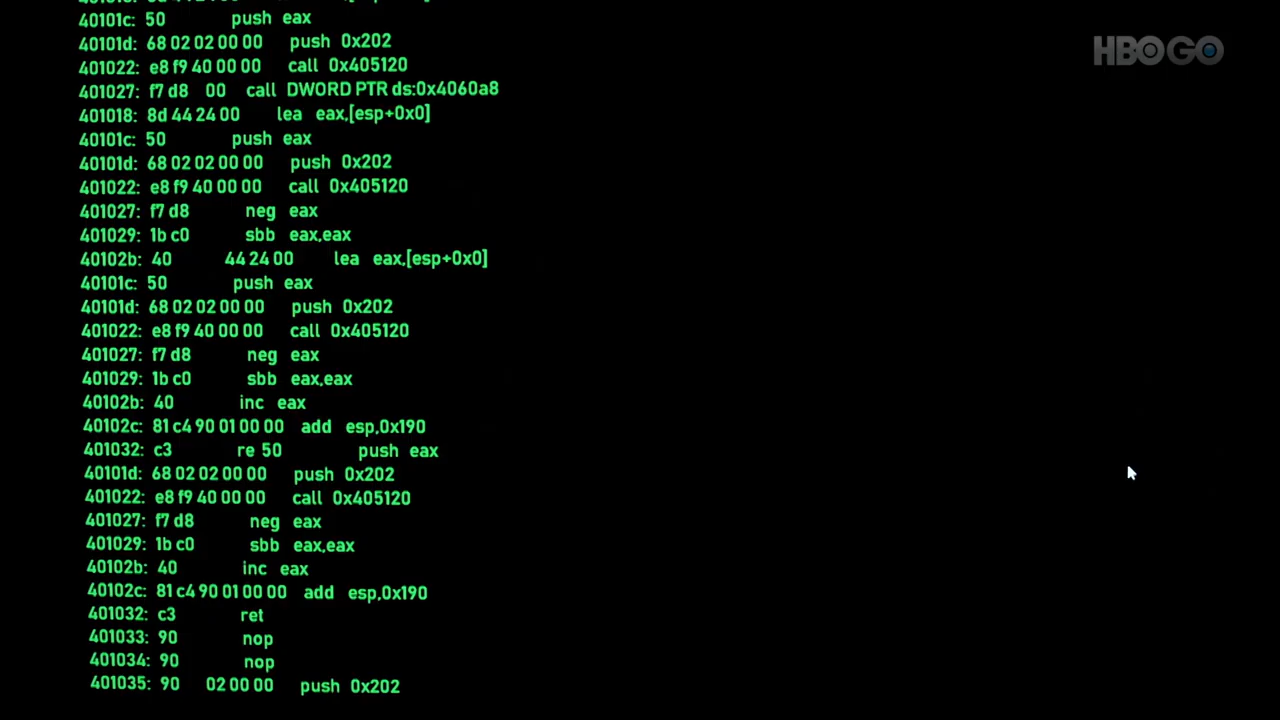 40101c: 50 push eax
40101d: 68 02 02 00 00 push 0x202
401022: e8 f9 40 00 00 call 0x405120
401027: f7 d8 00 call DWORD PTR ds:0x4060a8
401018: 8d 44 24 00 lea eax,[esp+0x0]
40101c: 50 push eax
40101d: 68 02 02 00 00 push 0x202
401022: e8 f9 40 00 00 call 0x405120
401027: f7 d8 neg eax
401029: 1b c0 sbb eax,eax
40102b: 40 44 24 00 lea eax,[esp+0x0]
40101c: 50 push eax
40101d: 68 02 02 00 00 push 0x202
401022: e8 f9 40 00 00 call 0x405120
401027: f7 d8 neg eax
401029: 1b c0 sbb eax,eax
40102b: 40 inc eax
40102c: 81 c4 90 01 00 00 add esp,0x190
401032: c3 re 50 push eax
40101d: 68 02 02 00 00 push 0x202
401022: e8 f9 40 00 00 call 0x405120
401027: f7 d8 neg eax
401029: 1b c0 sbb eax,eax
40102b: 40 inc eax
40102c: 81 c4 90 01 00 00 add esp,0x190
401032: c3 ret
401033: 90 nop
401034: 90 nop
401035: 90 02 00 00 push 0x202
HBO GO